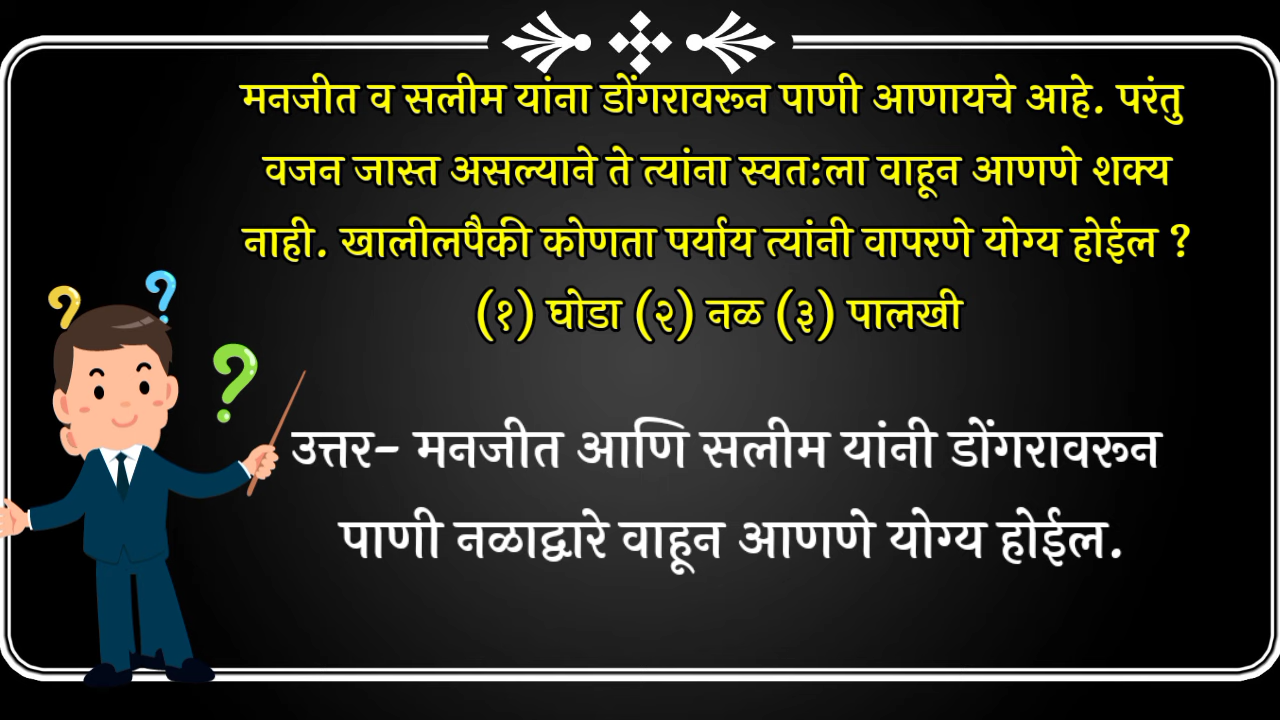 मनजीत व सलीम यांना डोंगरावरून पाणी आणायचे आहे. परंतु
वजन जास्त असल्याने ते त्यांना स्वत:ला वाहून आणणे शक्य
नाही. खालीलपैकी कोणता पर्याय त्यांनी वापरणे योग्य होईल ?
(१) घोडा (२) नळ (३) पालखी
उत्तर- मनजीत आणि सलीम यांनी डोंगरावरून
पाणी नळाद्वारे वाहून आणणे योग्य होईल.